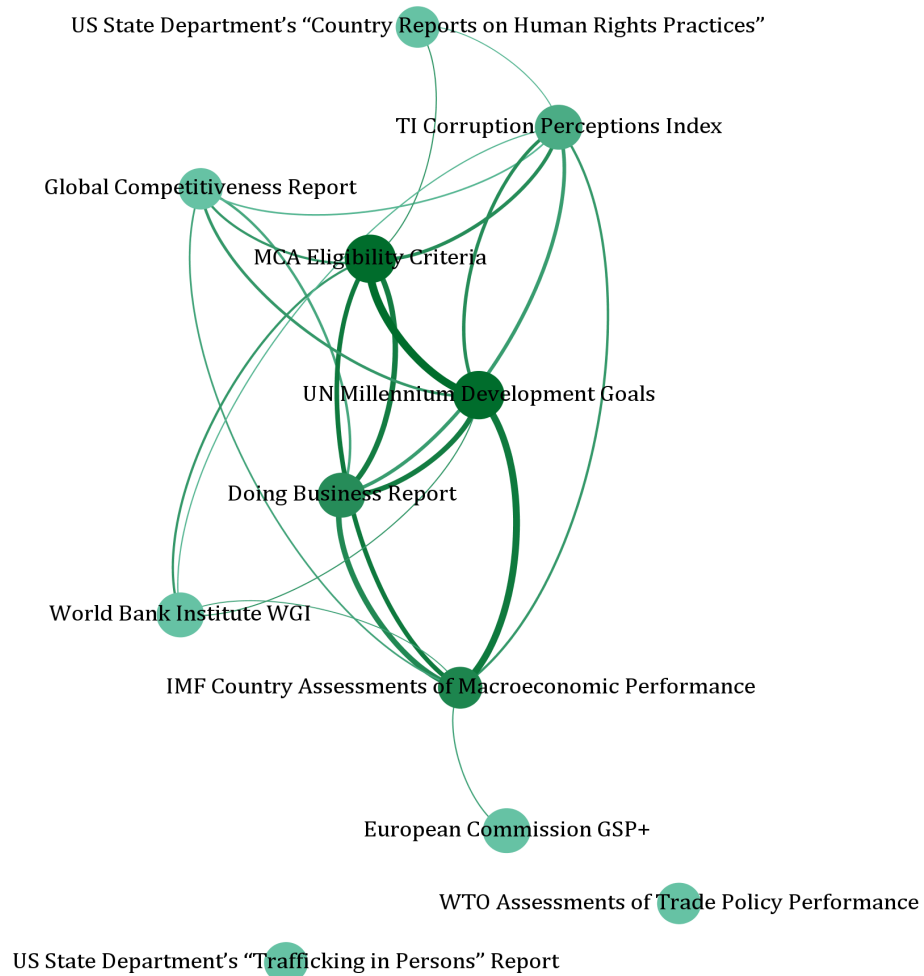 US State Department’s “Country Reports on Human Rights Practices”
TI Corruption Perceptions Index
Global Competitiveness Report
MCA Eligibility Criteria
UN Millennium Development Goals
Doing Business Report
World Bank Institute WGI
IMF Country Assessments of Macroeconomic Performance
European Commission GSP+
WTO Assessments of Trade Policy Performance
US State Department’s “Trafficking in Persons” Report